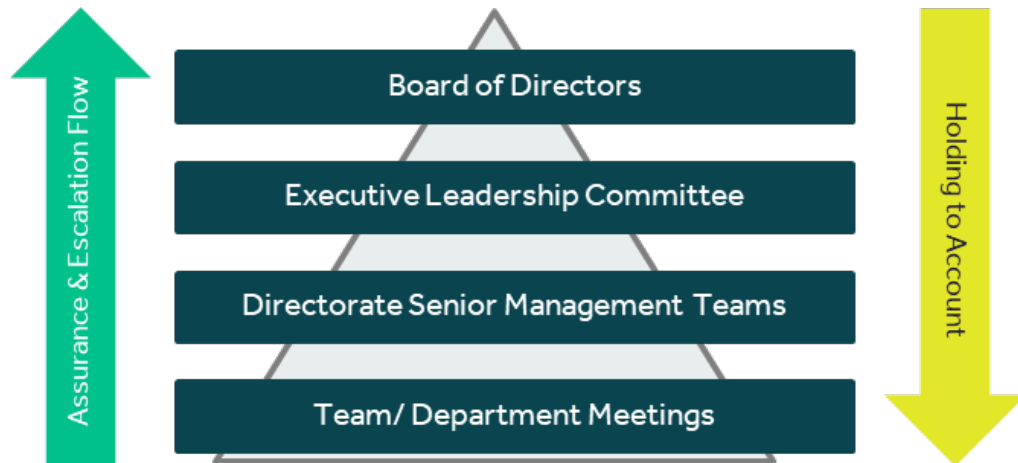 Assurance & Escalation Flow
Board of Directors
Executive Leadership Committee
Directorate Senior Management Teams
Team/ Department Meetings
Holding to Account